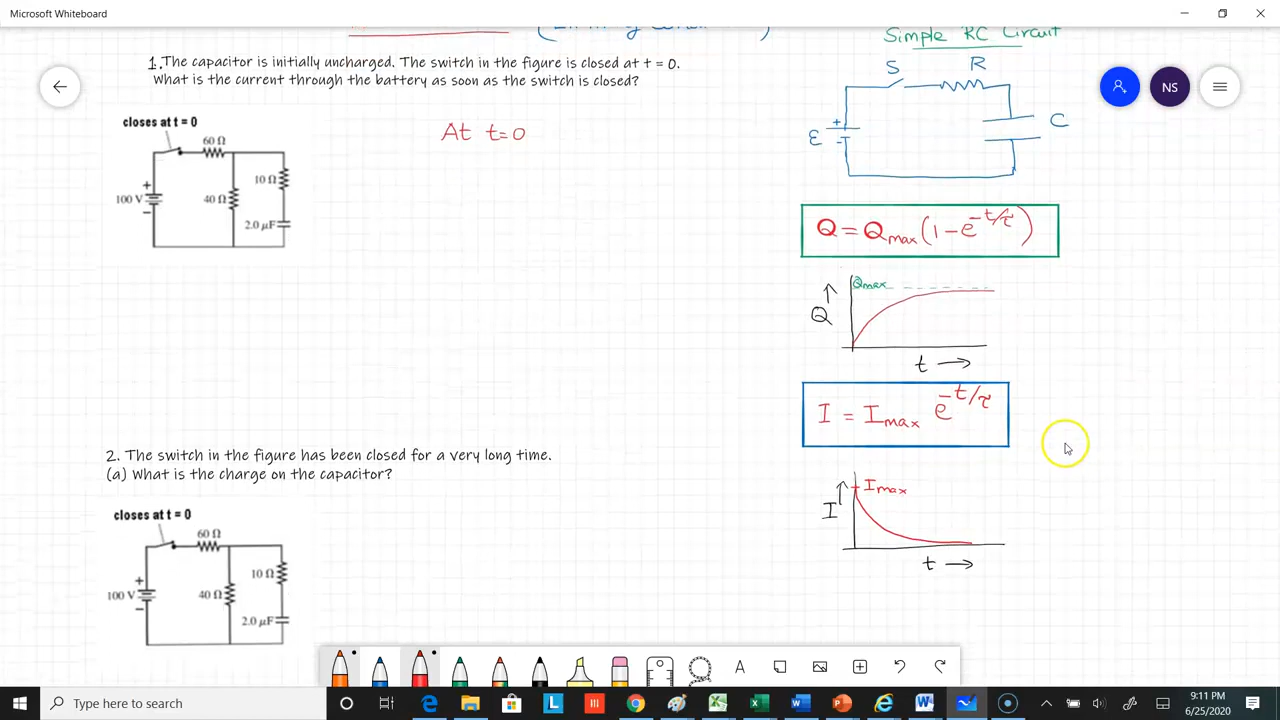 Microsoft Whiteboard
Simple RC Circuit
1. The capacitor is initially uncharged. The switch in the figure is closed at t = 0.
What is the current through the battery as soon as the switch is closed?
closes at t = 0
60 Ω
100 V
+
−
40 Ω
10 Ω
2.0 µF
At t=0
S
R
ε
+
-
C
NS
Q = Qmax (1 - e^-t/τ)
Qmax
Q
t
I = Imax e^-t/τ
Imax
I
t
2. The switch in the figure has been closed for a very long time.
(a) What is the charge on the capacitor?
closes at t = 0
60 Ω
100 V
+
−
40 Ω
10 Ω
2.0 µF
A
Type here to search
9:11 PM
6/25/2020